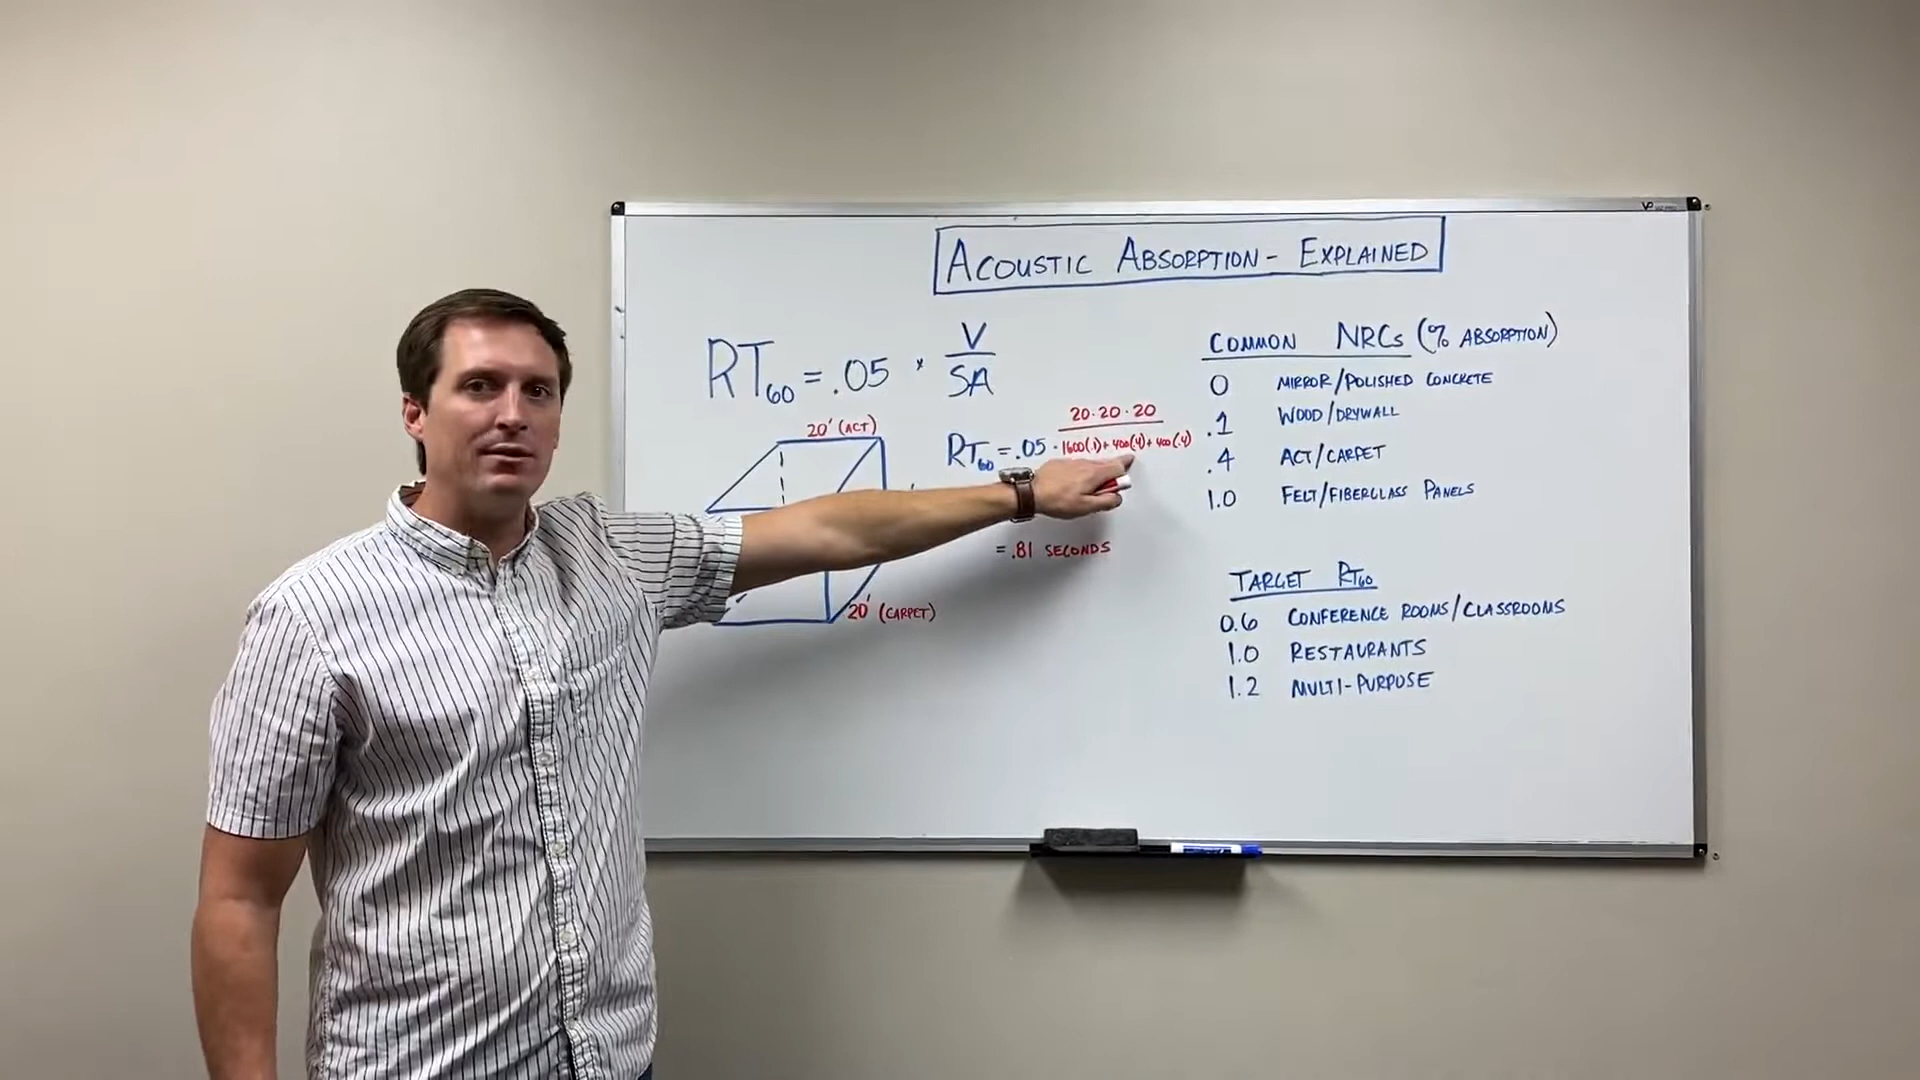 ACOUSTIC ABSORPTION - EXPLAINED
RT60 = .05 * V/SA
20' (ACT)
20' (CARPET)
20·20·20
RT60 = .05 · 1600(.1)+400(.4)+400(.4)
= .81 SECONDS
COMMON NRCS (% ABSORPTION)
0 MIRROR/POLISHED CONCRETE
.1 WOOD/DRYWALL
.4 ACT/CARPET
1.0 FELT/FIBERGLASS PANELS
TARGET RT60
0.6 CONFERENCE ROOMS/CLASSROOMS
1.0 RESTAURANTS
1.2 MULTI-PURPOSE